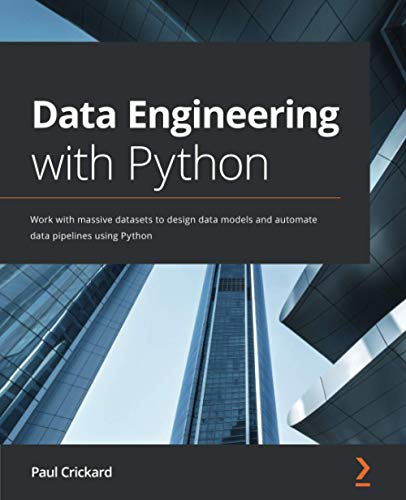 Data Engineering
with Python
Work with massive datasets to design data models and automate
data pipelines using Python
Paul Crickard